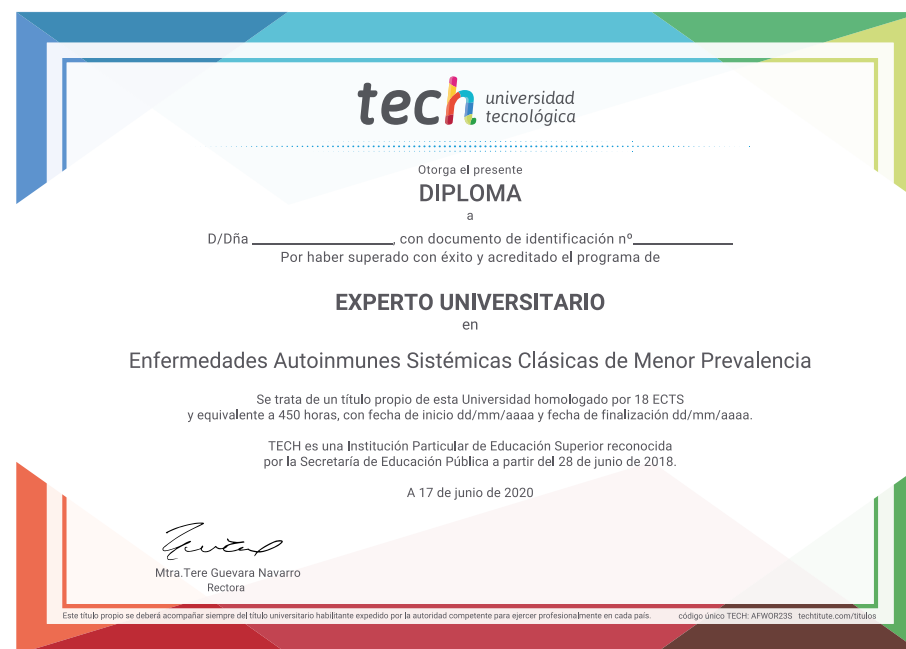 tech universidad
tecnológica
Otorga el presente
DIPLOMA
a
D/Dña ______________, con documento de identificación nº__________
Por haber superado con éxito y acreditado el programa de
EXPERTO UNIVERSITARIO
en
Enfermedades Autoinmunes Sistémicas Clásicas de Menor Prevalencia
Se trata de un título propio de esta Universidad homologado por 18 ECTS
y equivalente a 450 horas, con fecha de inicio dd/mm/aaaa y fecha de finalización dd/mm/aaaa.
TECH es una Institución Particular de Educación Superior reconocida
por la Secretaría de Educación Pública a partir del 28 de junio de 2018.
A 17 de junio de 2020
Mtra.Tere Guevara Navarro
Rectora
Este título propio se deberá acompañar siempre del título universitario habilitante expedido por la autoridad competente para ejercer profesionalmente en cada país. código único TECH: AFWOR23S techtitute.com/titulos